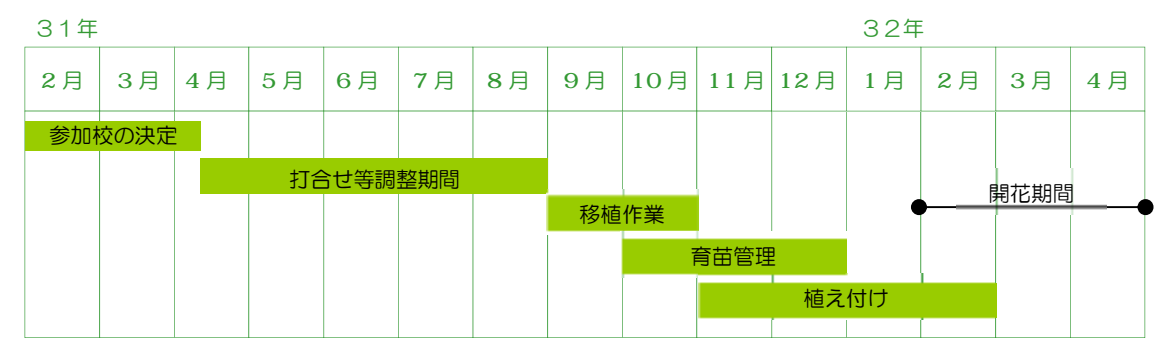 ３１年 ３２年
2月 3月 4月 5月 6月 7月 8月 9月 10月 11月 12月 1月 2月 3月 4月
参加校の決定
打合せ等調整期間
開花期間
移植作業
育苗管理
植え付け